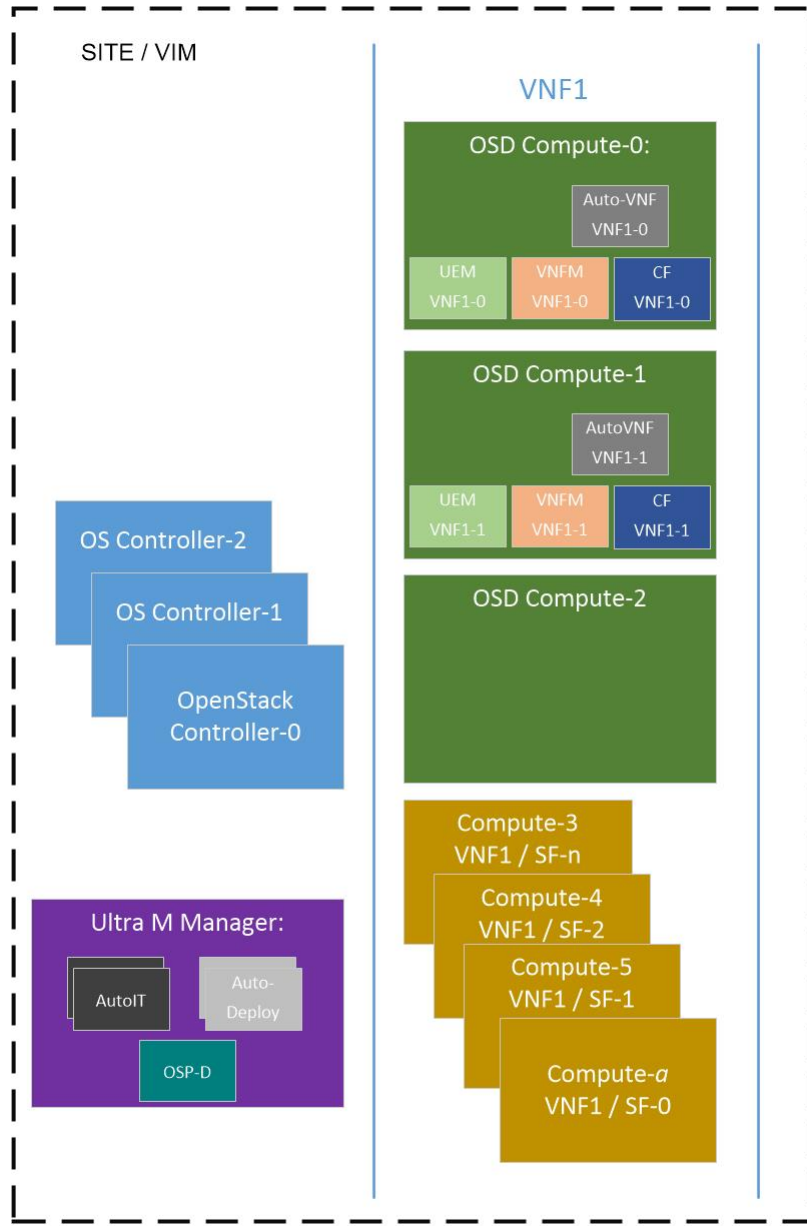 SITE / VIM
OS Controller-2
OS Controller-1
OpenStack
Controller-0
Ultra M Manager:
AutoIT
Auto-
Deploy
OSP-D
VNF1
OSD Compute-0:
Auto-VNF
VNF1-0
UEM
VNF1-0
VNFM
VNF1-0
CF
VNF1-0
OSD Compute-1
AutoVNF
VNF1-1
UEM
VNF1-1
VNFM
VNF1-1
CF
VNF1-1
OSD Compute-2
Compute-3
VNF1 / SF-n
Compute-4
VNF1 / SF-2
Compute-5
VNF1 / SF-1
Compute-a
VNF1 / SF-0